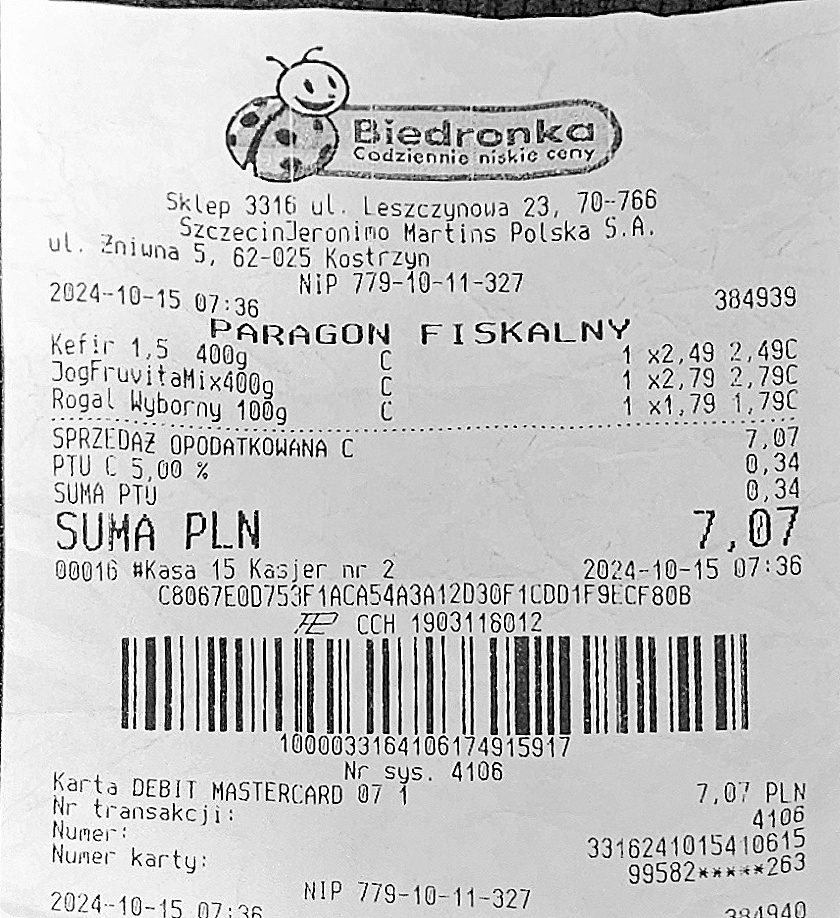 Biedronka
Codziennie niskie ceny
Sklep 3316 ul. Leszczynowa 23, 70-766
SzczecinJeronimo Martins Polska S.A.
ul. Żniwna 5, 62-025 Kostrzyn
NIP 779-10-11-327
2024-10-15 07:36 384939
PARAGON FISKALNY
Kefir 1,5 400g C 1 x2,49 2,49C
JogFruvitaMix400g C 1 x2,79 2,79C
Rogal Wyborny 100g C 1 x1,79 1,79C
SPRZEDAŻ OPODATKOWANA C 7,07
PTU C 5,00 % 0,34
SUMA PTU 0,34
SUMA PLN 7,07
00016 #Kasa 15 Kasjer nr 2 2024-10-15 07:36
C8067E0D753F1ACA54A3A12D30F1CDD1F9ECF80B
CCH 1903116012
1000033164106174915917
Nr sys. 4106
Karta DEBIT MASTERCARD 07 1 7,07 PLN
Nr transakcji: 4106
Numer: 3316241015410615
Numer karty: 99582*****263
NIP 779-10-11-327
2024-10-15 07:36 384940